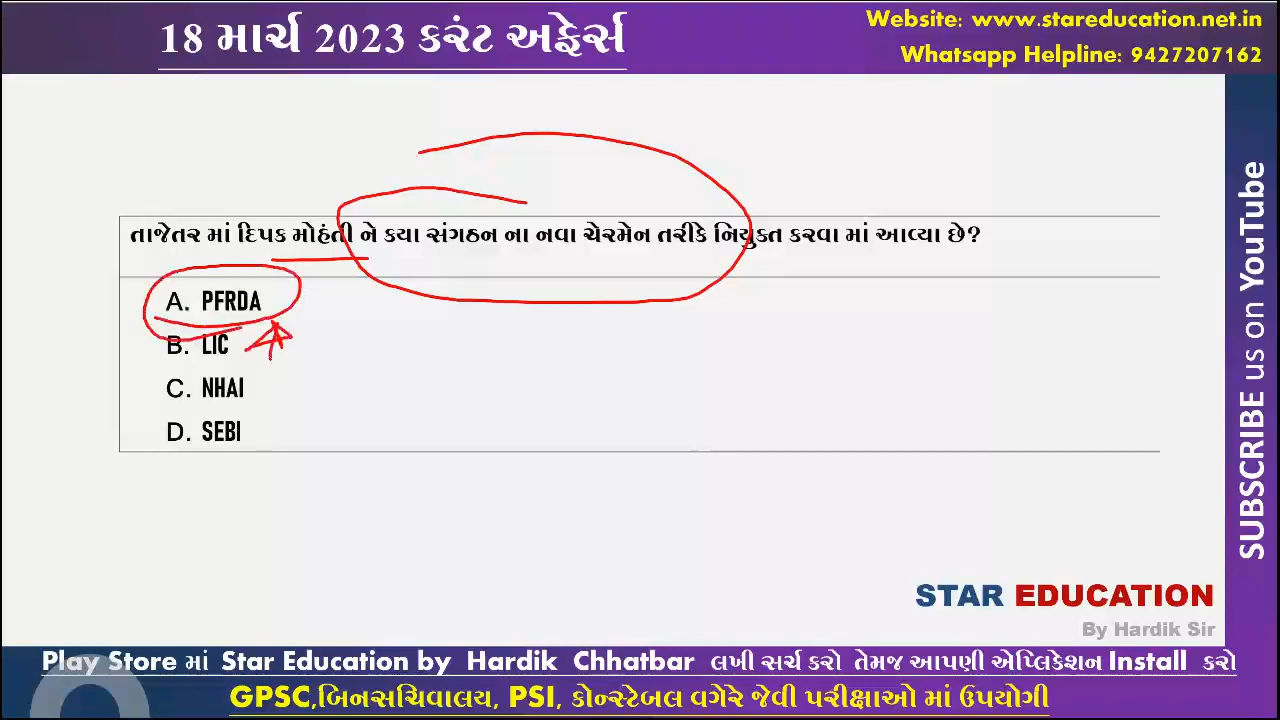 18 માર્ચ 2023 કરંટ અફેર્સ
Website: www.stareducation.net.in
Whatsapp Helpline: 9427207162
તાજેતર માં દિપક મોહંતી ને કયા સંગઠન ના નવા ચેરમેન તરીકે નિયુક્ત કરવા માં આવ્યા છે?
A. PFRDA
B. LIC
C. NHAI
D. SEBI
SUBSCRIBE us on YouTube
STAR EDUCATION
By Hardik Sir
Play Store માં Star Education by Hardik Chhatbar લખી સર્ચ કરો તેમજ આપણી એપ્લિકેશન Install કરો
GPSC,બિનસચિવાલય, PSI, કોન્સ્ટેબલ વગેરે જેવી પરીક્ષાઓ માં ઉપયોગી